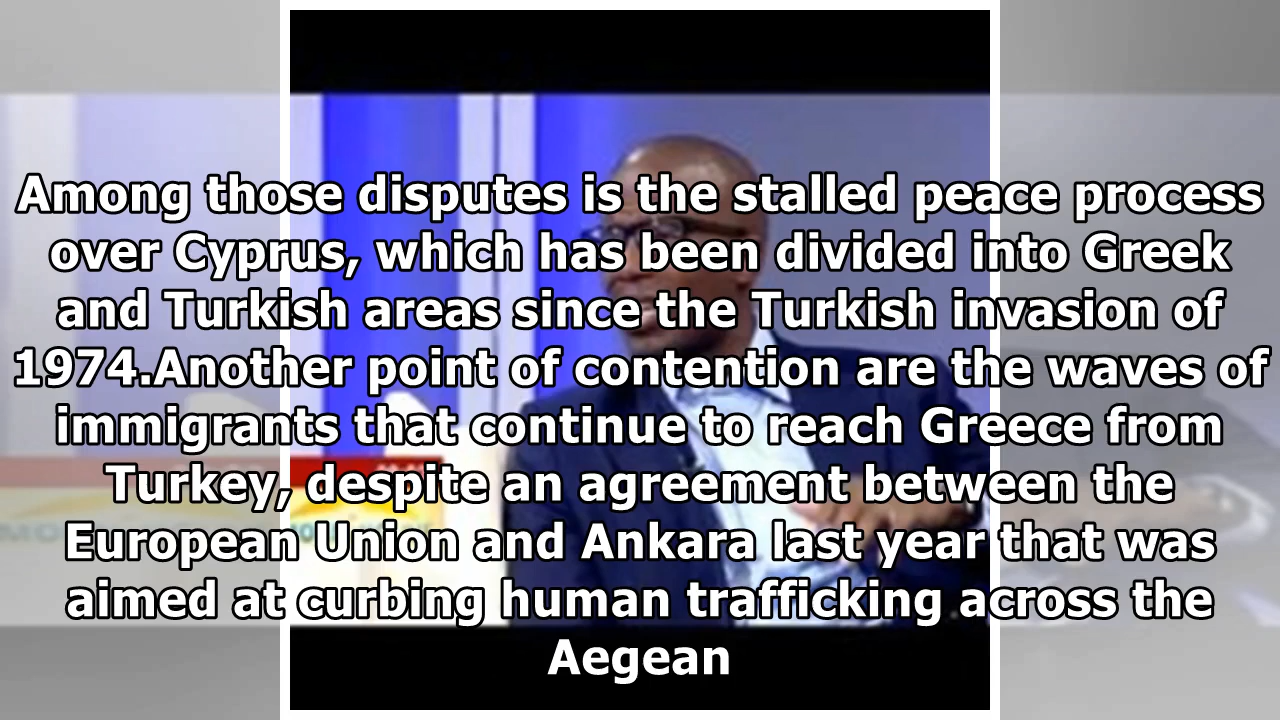 Among those disputes is the stalled peace process
over Cyprus, which has been divided into Greek
and Turkish areas since the Turkish invasion of
1974.Another point of contention are the waves of
immigrants that continue to reach Greece from
Turkey, despite an agreement between the
European Union and Ankara last year that was
aimed at curbing human trafficking across the
Aegean